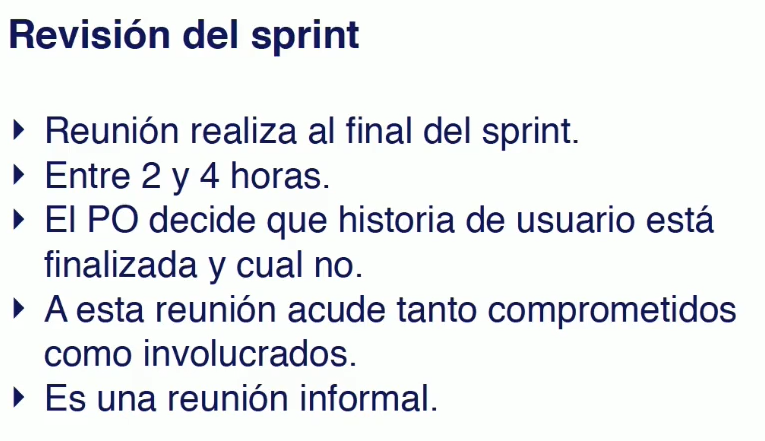 Revisión del sprint
Reunión realiza al final del sprint.
Entre 2 y 4 horas.
El PO decide que historia de usuario está
finalizada y cual no.
A esta reunión acude tanto comprometidos
como involucrados.
Es una reunión informal.